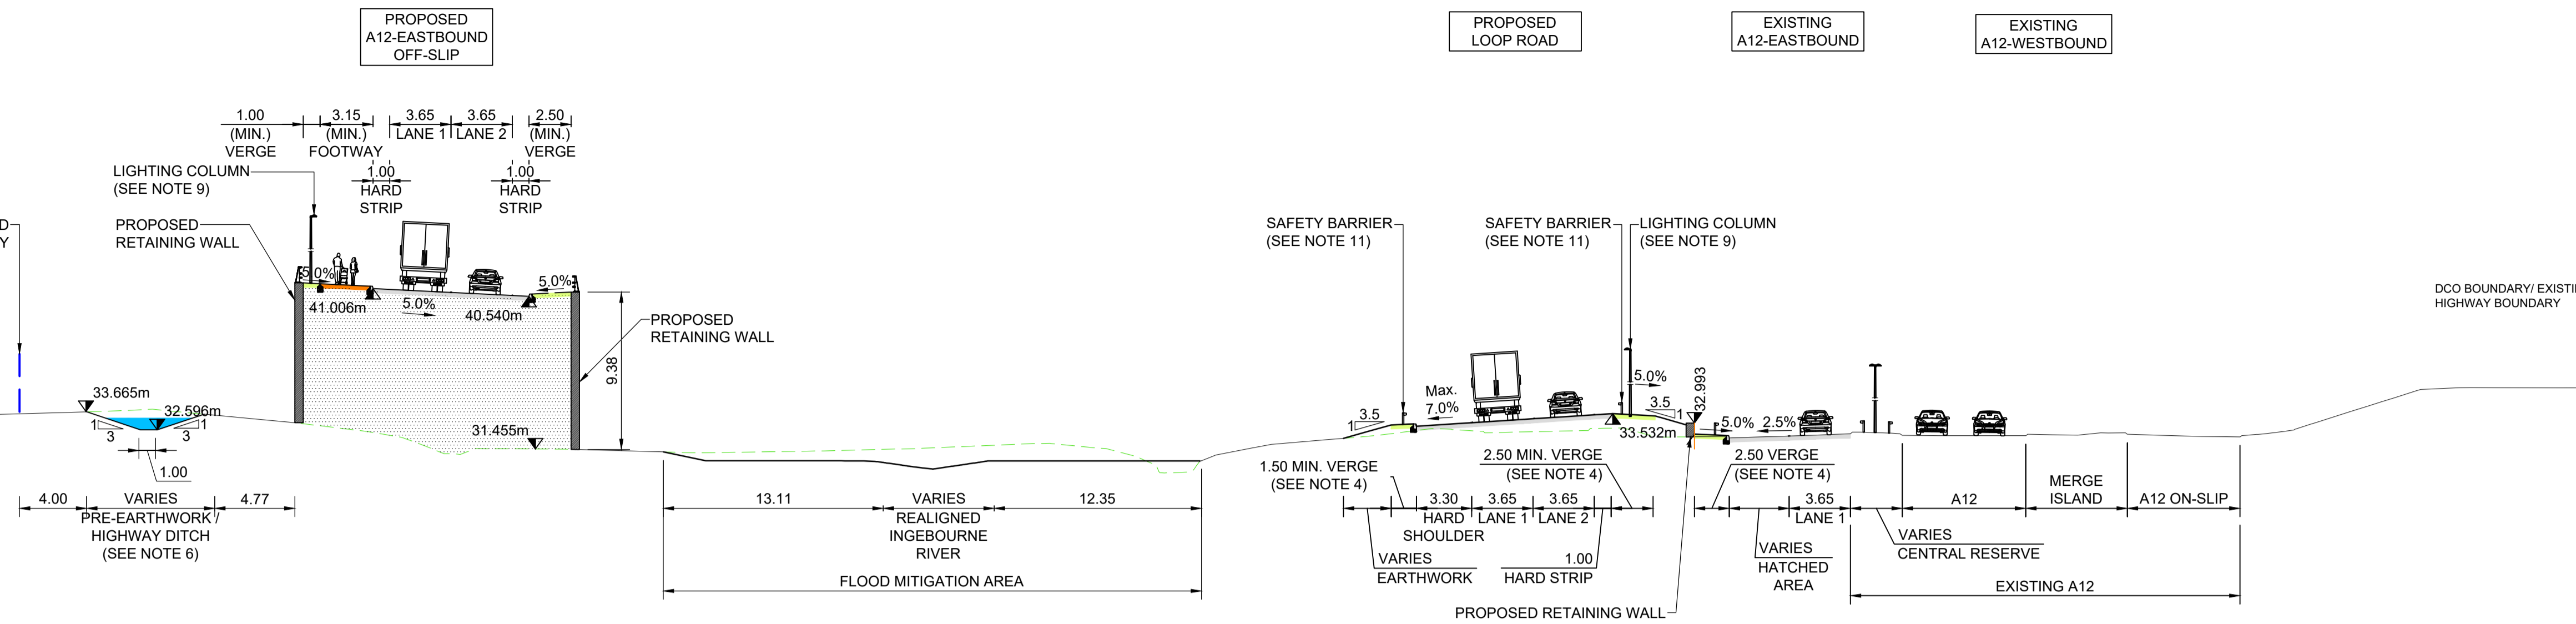 PROPOSED
A12-EASTBOUND
OFF-SLIP
PROPOSED
LOOP ROAD
EXISTING
A12-EASTBOUND
EXISTING
A12-WESTBOUND
1.00
(MIN.)
VERGE
3.15
(MIN.)
FOOTWAY
3.65
LANE 1
3.65
LANE 2
2.50
(MIN.)
VERGE
1.00
HARD
STRIP
1.00
HARD
STRIP
LIGHTING COLUMN
(SEE NOTE 9)
PROPOSED
RETAINING WALL
D
Y
5.0%
41.006m
5.0%
40.540m
5.0%
PROPOSED
RETAINING WALL
9.38
31.455m
33.665m
32.596m
1
3
3
1
1.00
4.00
VARIES
4.77
PRE-EARTHWORK /
HIGHWAY DITCH
(SEE NOTE 6)
13.11
VARIES
12.35
REALIGNED
INGEBOURNE
RIVER
FLOOD MITIGATION AREA
SAFETY BARRIER
(SEE NOTE 11)
SAFETY BARRIER
(SEE NOTE 11)
LIGHTING COLUMN
(SEE NOTE 9)
Max.
7.0%
3.5
1
5.0%
3.5
1
32.993
33.532m
5.0%
2.5%
1.50 MIN. VERGE
(SEE NOTE 4)
2.50 MIN. VERGE
(SEE NOTE 4)
2.50 VERGE
(SEE NOTE 4)
3.30
HARD
SHOULDER
3.65
LANE 1
3.65
LANE 2
3.65
LANE 1
VARIES
EARTHWORK
1.00
HARD STRIP
VARIES
HATCHED
AREA
VARIES
CENTRAL RESERVE
A12
MERGE
ISLAND
A12 ON-SLIP
EXISTING A12
PROPOSED RETAINING WALL
DCO BOUNDARY/ EXISTI
HIGHWAY BOUNDARY